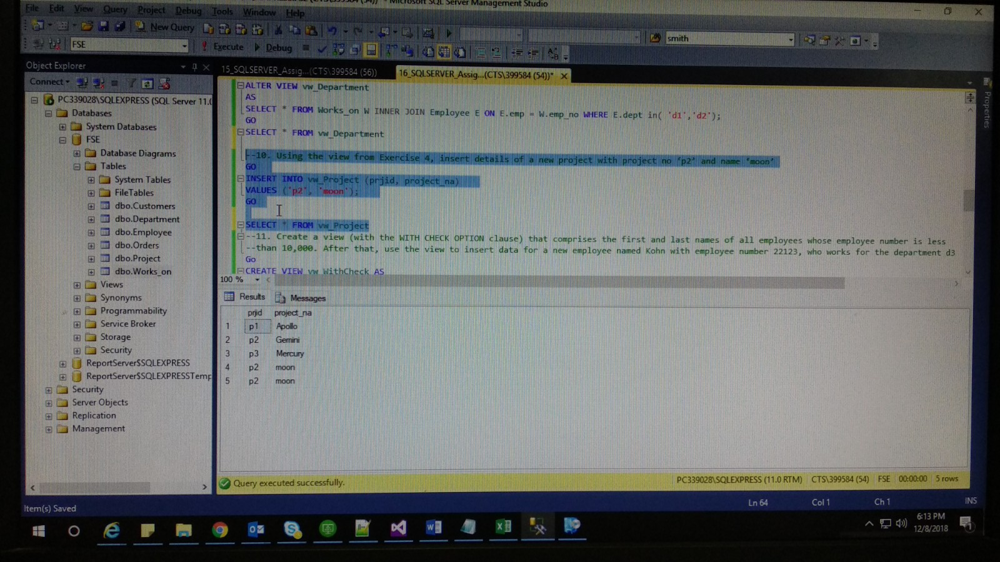 Microsoft SQL Server Management Studio
File Edit View Query Project Debug Tools Window Help
New Query
smith
FSE
Execute Debug
Object Explorer
Connect
PC339028\SQLEXPRESS (SQL Server 11.0
Databases
System Databases
FSE
Database Diagrams
Tables
System Tables
FileTables
dbo.Customers
dbo.Department
dbo.Employee
dbo.Orders
dbo.Project
dbo.Works_on
Views
Synonyms
Programmability
Service Broker
Storage
Security
ReportServer$SQLEXPRESS
ReportServer$SQLEXPRESSTemp
Security
Server Objects
Replication
Management
15_SQLSERVER_Assig...(CTS\399584 (56))
16_SQLSERVER_Assig...(CTS\399584 (54))*
Properties
ALTER VIEW vw_Department
AS
SELECT * FROM Works_on W INNER JOIN Employee E ON E.emp = W.emp_no WHERE E.dept in( 'd1','d2');
GO
SELECT * FROM vw_Department
--10. Using the view from Exercise 4, insert details of a new project with project no ‘p2’ and name ‘moon’
GO
INSERT INTO vw_Project (prjid, project_na)
VALUES ('p2', 'moon');
GO
SELECT * FROM vw_Project
--11. Create a view (with the WITH CHECK OPTION clause) that comprises the first and last names of all employees whose employee number is less
--than 10,000. After that, use the view to insert data for a new employee named Kohn with employee number 22123, who works for the department d3
Go
CREATE VIEW vw_WithCheck AS
100 %
Results Messages
prjid project_na
1 p1 Apollo
2 p2 Gemini
3 p3 Mercury
4 p2 moon
5 p2 moon
Query executed successfully.
PC339028\SQLEXPRESS (11.0 RTM) CTS\399584 (54) FSE 00:00:00 5 rows
Item(s) Saved
Ln 64 Col 1 Ch 1 INS
6:13 PM
12/8/2018